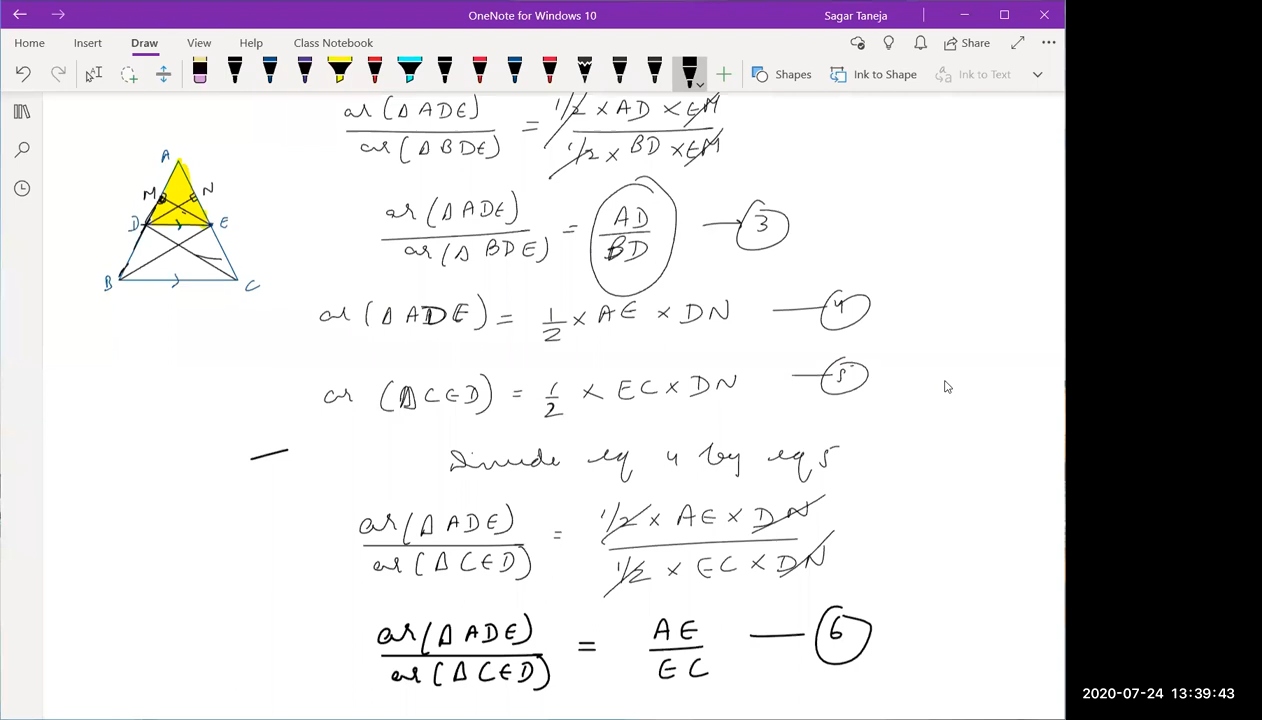 OneNote for Windows 10
Sagar Taneja
Home Insert Draw View Help Class Notebook Share
Shapes Ink to Shape Ink to Text
ar (Δ ADE) / ar (Δ BDE) = 1/2 × AD × EM / 1/2 × BD × EM
A
M N
D E
B C
ar (Δ ADE) / ar (Δ BDE) = AD / BD → 3
ar (Δ ADE) = 1/2 × AE × DN — 4
ar (Δ CED) = 1/2 × EC × DN — 5
Divide eq 4 by eq 5
ar (Δ ADE) / ar (Δ CED) = 1/2 × AE × DN / 1/2 × EC × DN
ar (Δ ADE) / ar (Δ CED) = AE / EC — 6
2020-07-24 13:39:43